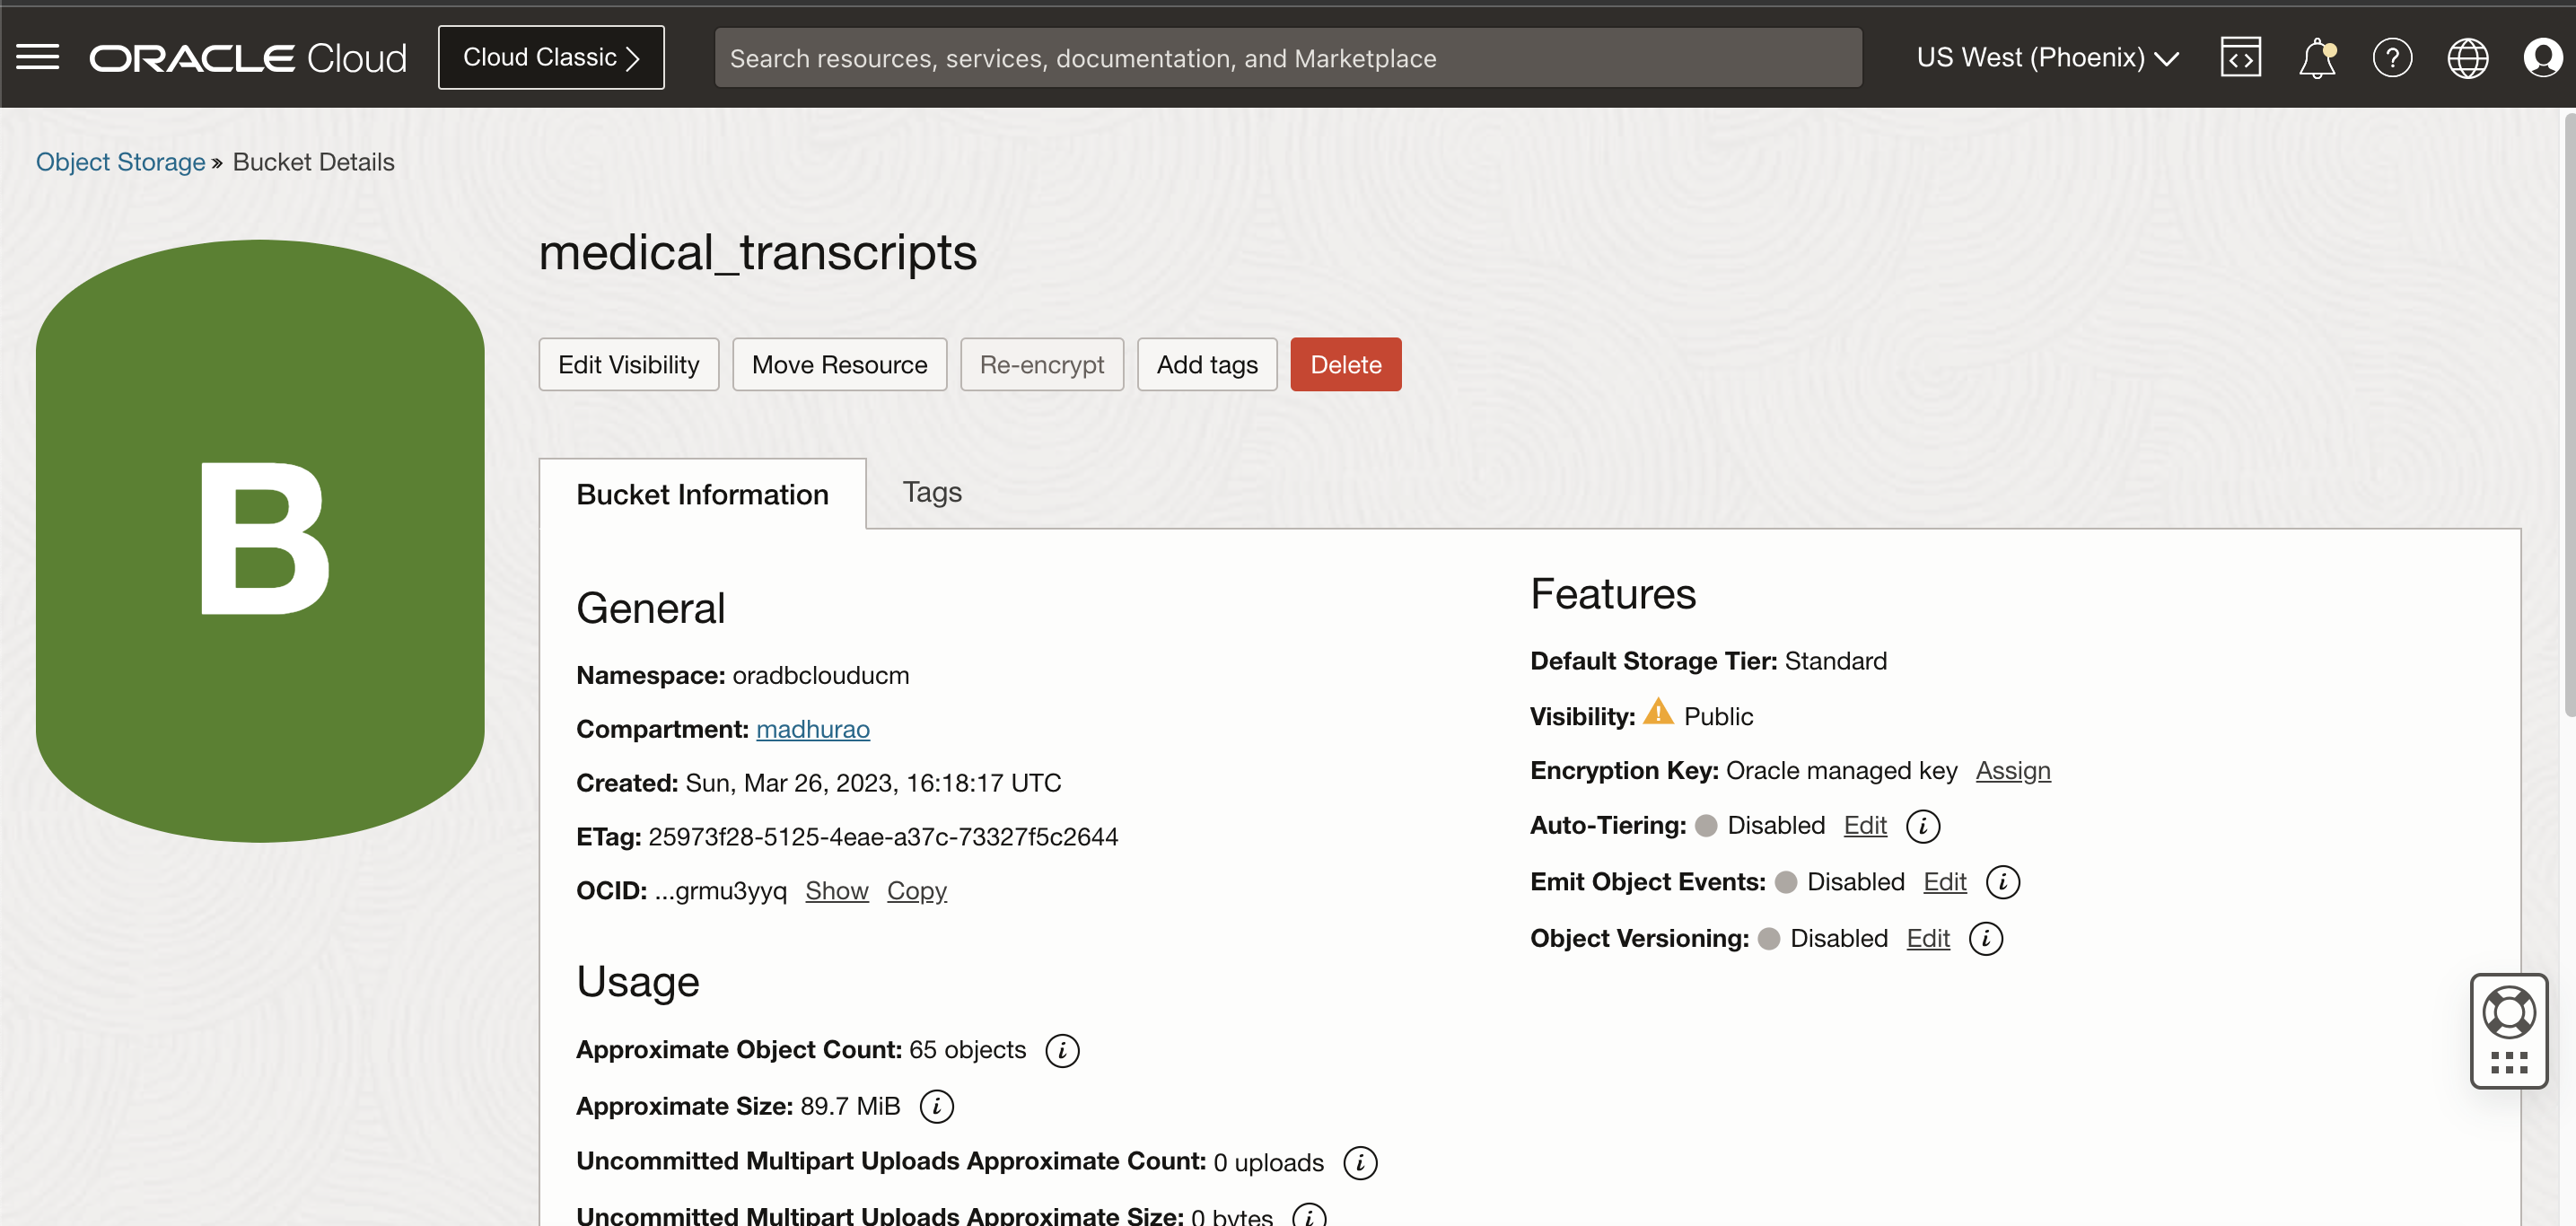 ORACLE Cloud
Cloud Classic
Search resources, services, documentation, and Marketplace
US West (Phoenix)
Object Storage » Bucket Details
B
medical_transcripts
Edit Visibility
Move Resource
Re-encrypt
Add tags
Delete
Bucket Information
Tags
General
Namespace: oradbclouducm
Compartment: madhurao
Created: Sun, Mar 26, 2023, 16:18:17 UTC
ETag: 25973f28-5125-4eae-a37c-73327f5c2644
OCID: ...grmu3yyq Show Copy
Usage
Approximate Object Count: 65 objects
Approximate Size: 89.7 MiB
Uncommitted Multipart Uploads Approximate Count: 0 uploads
Uncommitted Multipart Uploads Approximate Size: 0 bytes
Features
Default Storage Tier: Standard
Visibility: Public
Encryption Key: Oracle managed key Assign
Auto-Tiering: Disabled Edit
Emit Object Events: Disabled Edit
Object Versioning: Disabled Edit